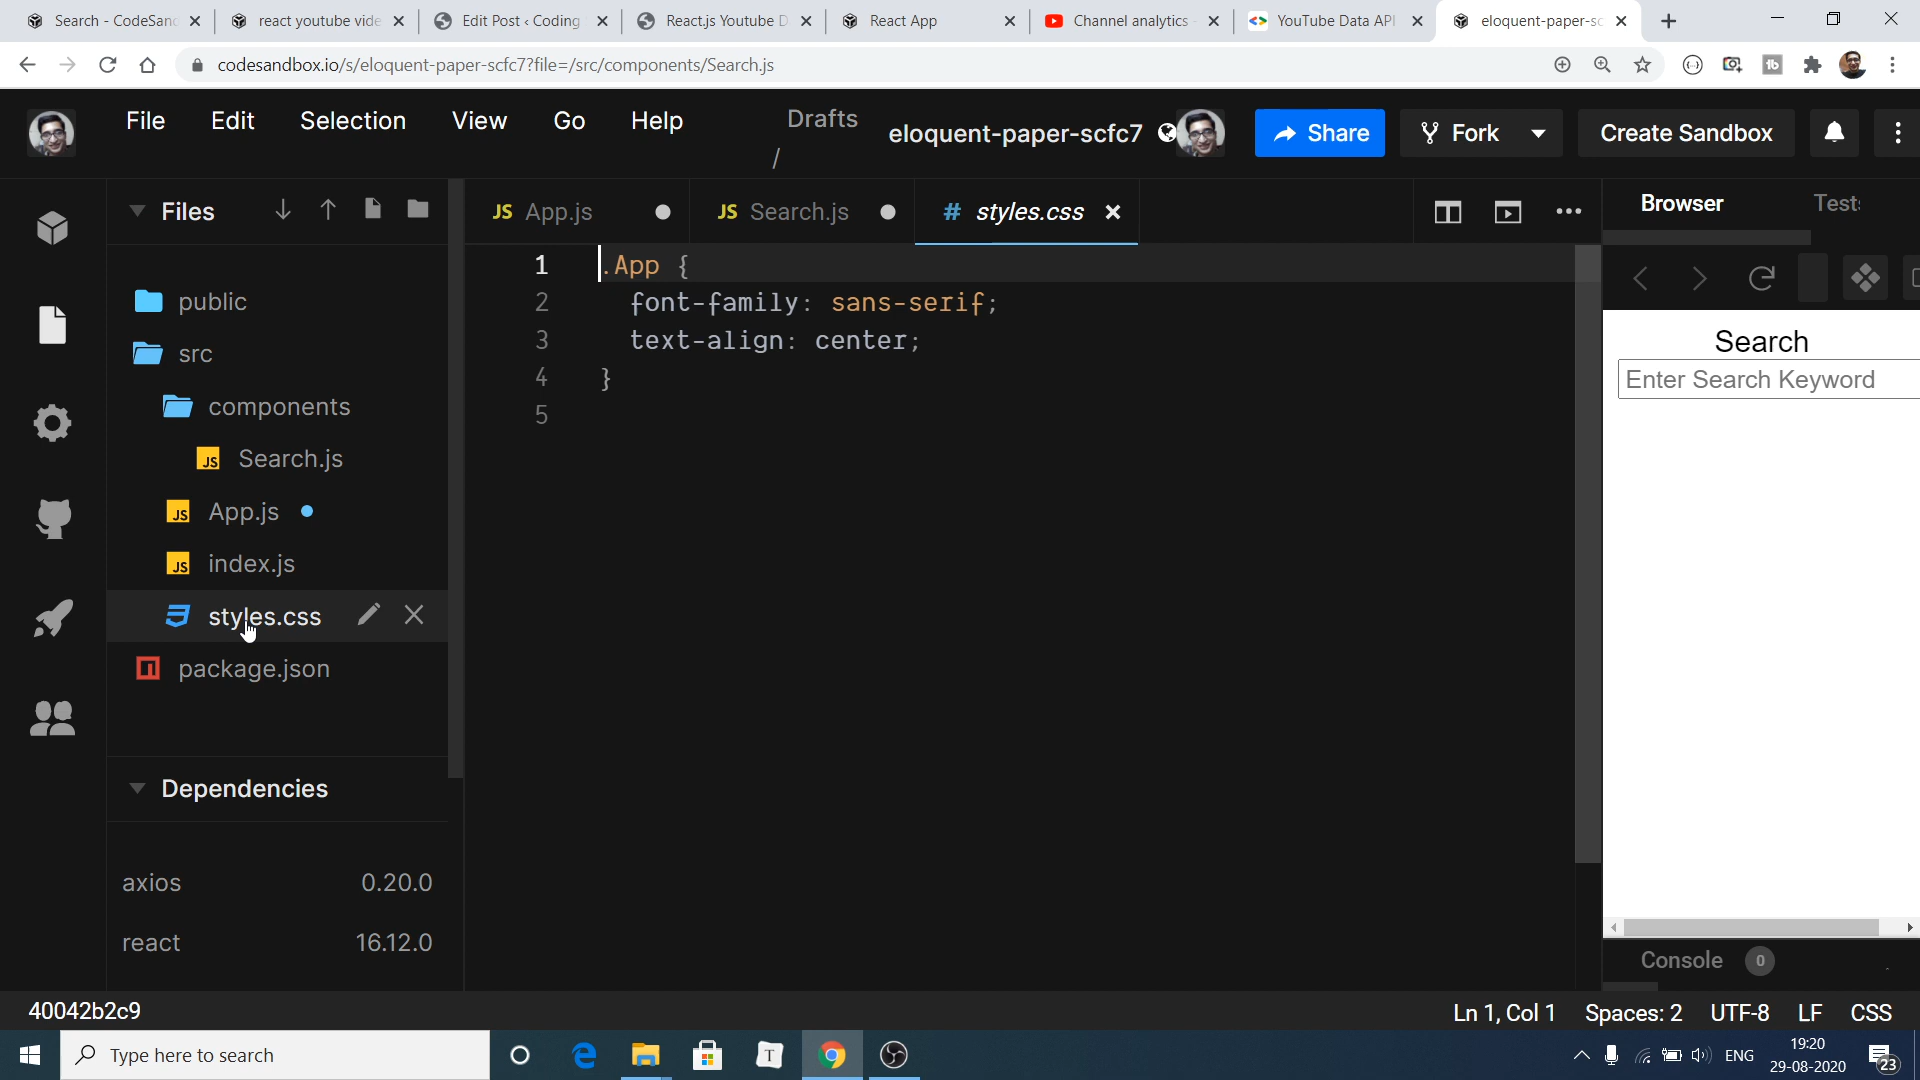 Search - CodeSan
react youtube vide
Edit Post ‹ Coding
React.js Youtube D
React App
Channel analytics
YouTube Data API
eloquent-paper-sc
codesandbox.io/s/eloquent-paper-scfc7?file=/src/components/Search.js
File Edit Selection View Go Help
Drafts
/
eloquent-paper-scfc7
Share
Fork
Create Sandbox
Files
public
src
components
JS Search.js
JS App.js
JS index.js
styles.css
package.json
Dependencies
axios 0.20.0
react 16.12.0
JS App.js
JS Search.js
# styles.css
1 .App {
2 font-family: sans-serif;
3 text-align: center;
4 }
5
Browser
Tests
Search
Enter Search Keyword
Console 0
40042b2c9
Ln 1, Col 1 Spaces: 2 UTF-8 LF CSS
Type here to search
ENG
19:20
29-08-2020
23